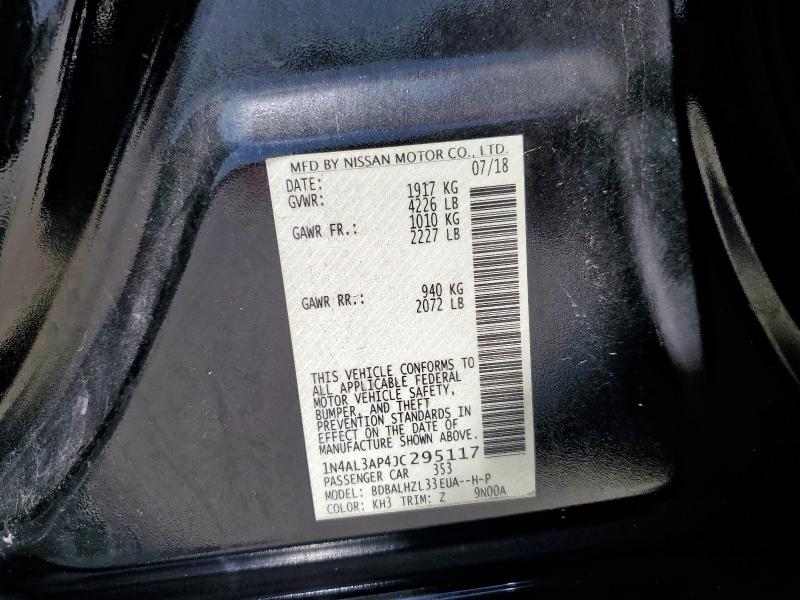 MFD BY NISSAN MOTOR CO., LTD.
DATE: 07/18
GVWR: 1917 KG
4226 LB
GAWR FR.: 1010 KG
2227 LB
GAWR RR.: 940 KG
2072 LB
THIS VEHICLE CONFORMS TO
ALL APPLICABLE FEDERAL
MOTOR VEHICLE SAFETY,
BUMPER, AND THEFT
PREVENTION STANDARDS IN
EFFECT ON THE DATE OF
MANUFACTURE SHOWN ABOVE.
1N4AL3AP4JC295117
PASSENGER CAR 353
MODEL: BDBALHZL33EUA--H-P
COLOR: KH3 TRIM: Z 9N00A